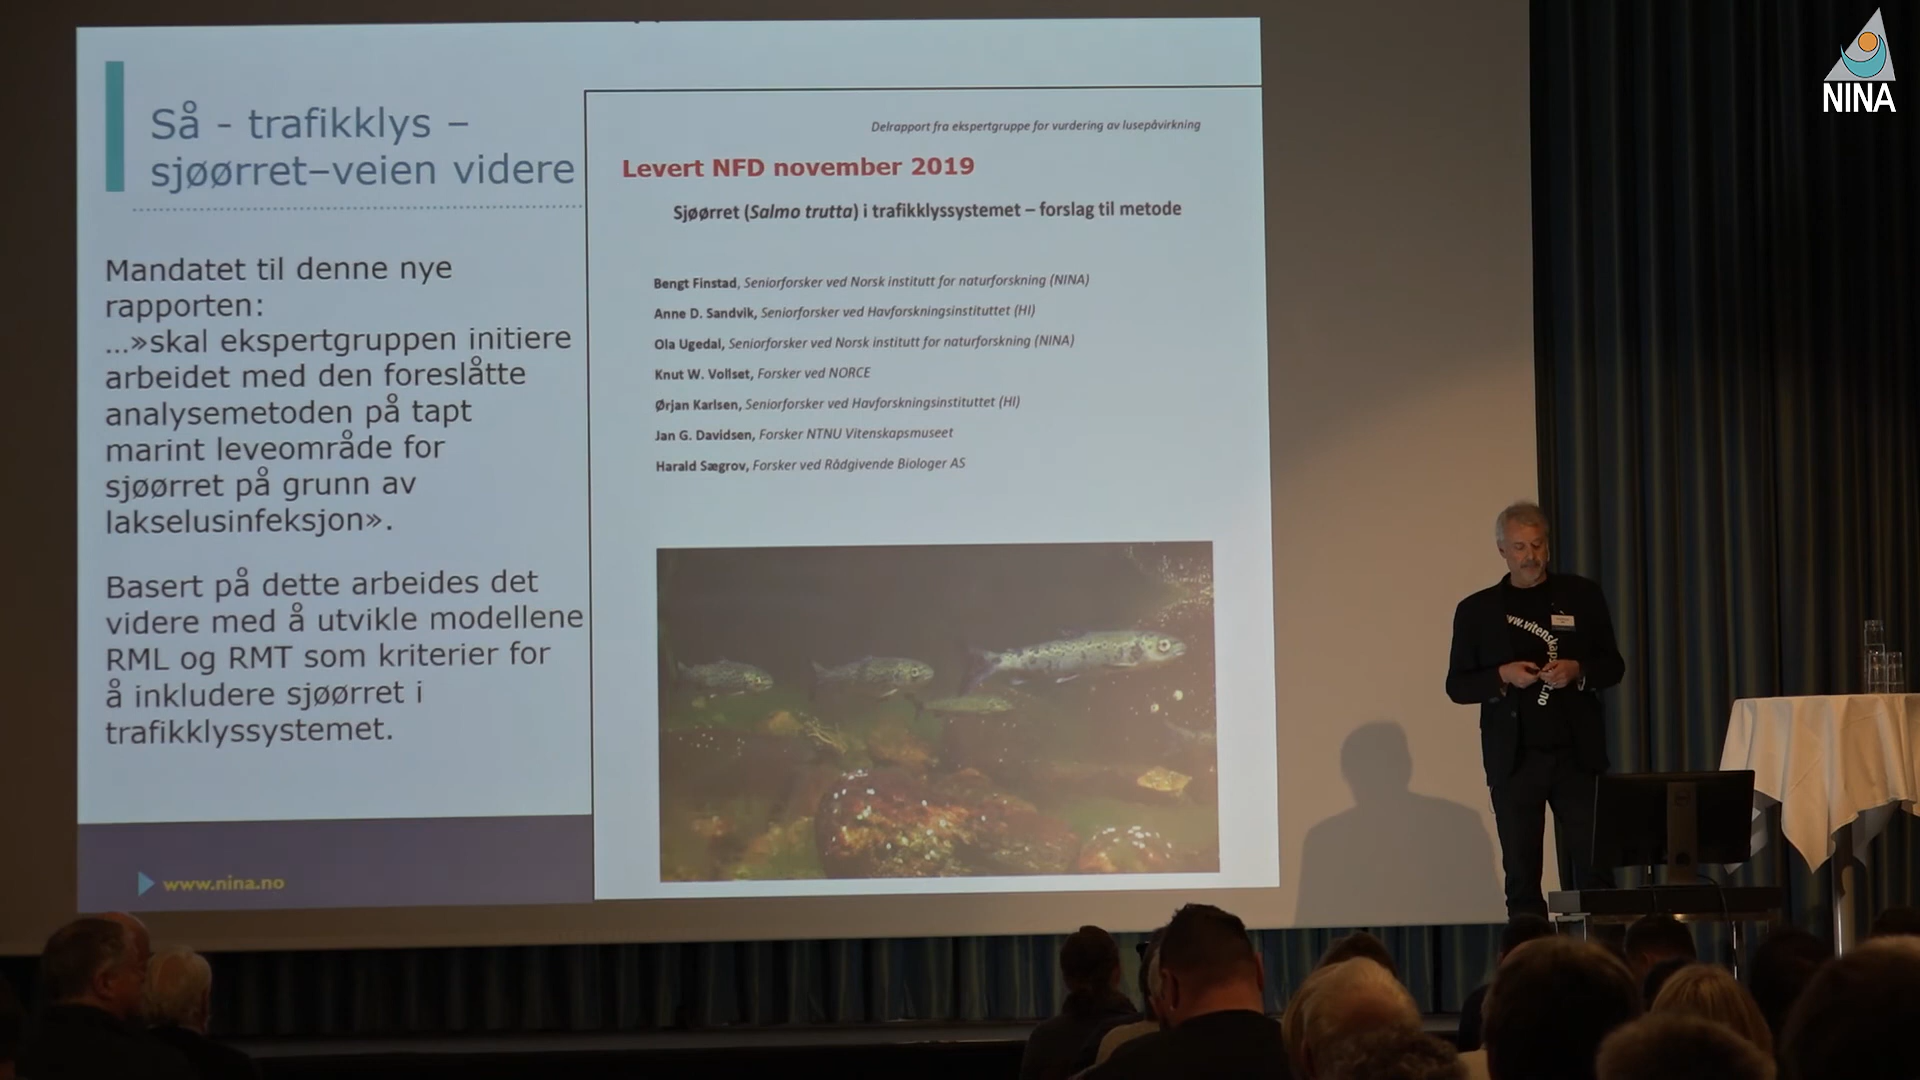 Så - trafikklys –
sjøørret–veien videre
Mandatet til denne nye
rapporten:
...»skal ekspertgruppen initiere
arbeidet med den foreslåtte
analysemetoden på tapt
marint leveområde for
sjøørret på grunn av
lakselusinfeksjon».
Basert på dette arbeides det
videre med å utvikle modellene
RML og RMT som kriterier for
å inkludere sjøørret i
trafikklyssystemet.
www.nina.no
Delrapport fra ekspertgruppe for vurdering av lusepåvirkning
Levert NFD november 2019
Sjøørret (Salmo trutta) i trafikklyssystemet – forslag til metode
Bengt Finstad, Seniorforsker ved Norsk institutt for naturforskning (NINA)
Anne D. Sandvik, Seniorforsker ved Havforskningsinstituttet (HI)
Ola Ugedal, Seniorforsker ved Norsk institutt for naturforskning (NINA)
Knut W. Vollset, Forsker ved NORCE
Ørjan Karlsen, Seniorforsker ved Havforskningsinstituttet (HI)
Jan G. Davidsen, Forsker NTNU Vitenskapsmuseet
Harald Sægrov, Forsker ved Rådgivende Biologer AS
NINA